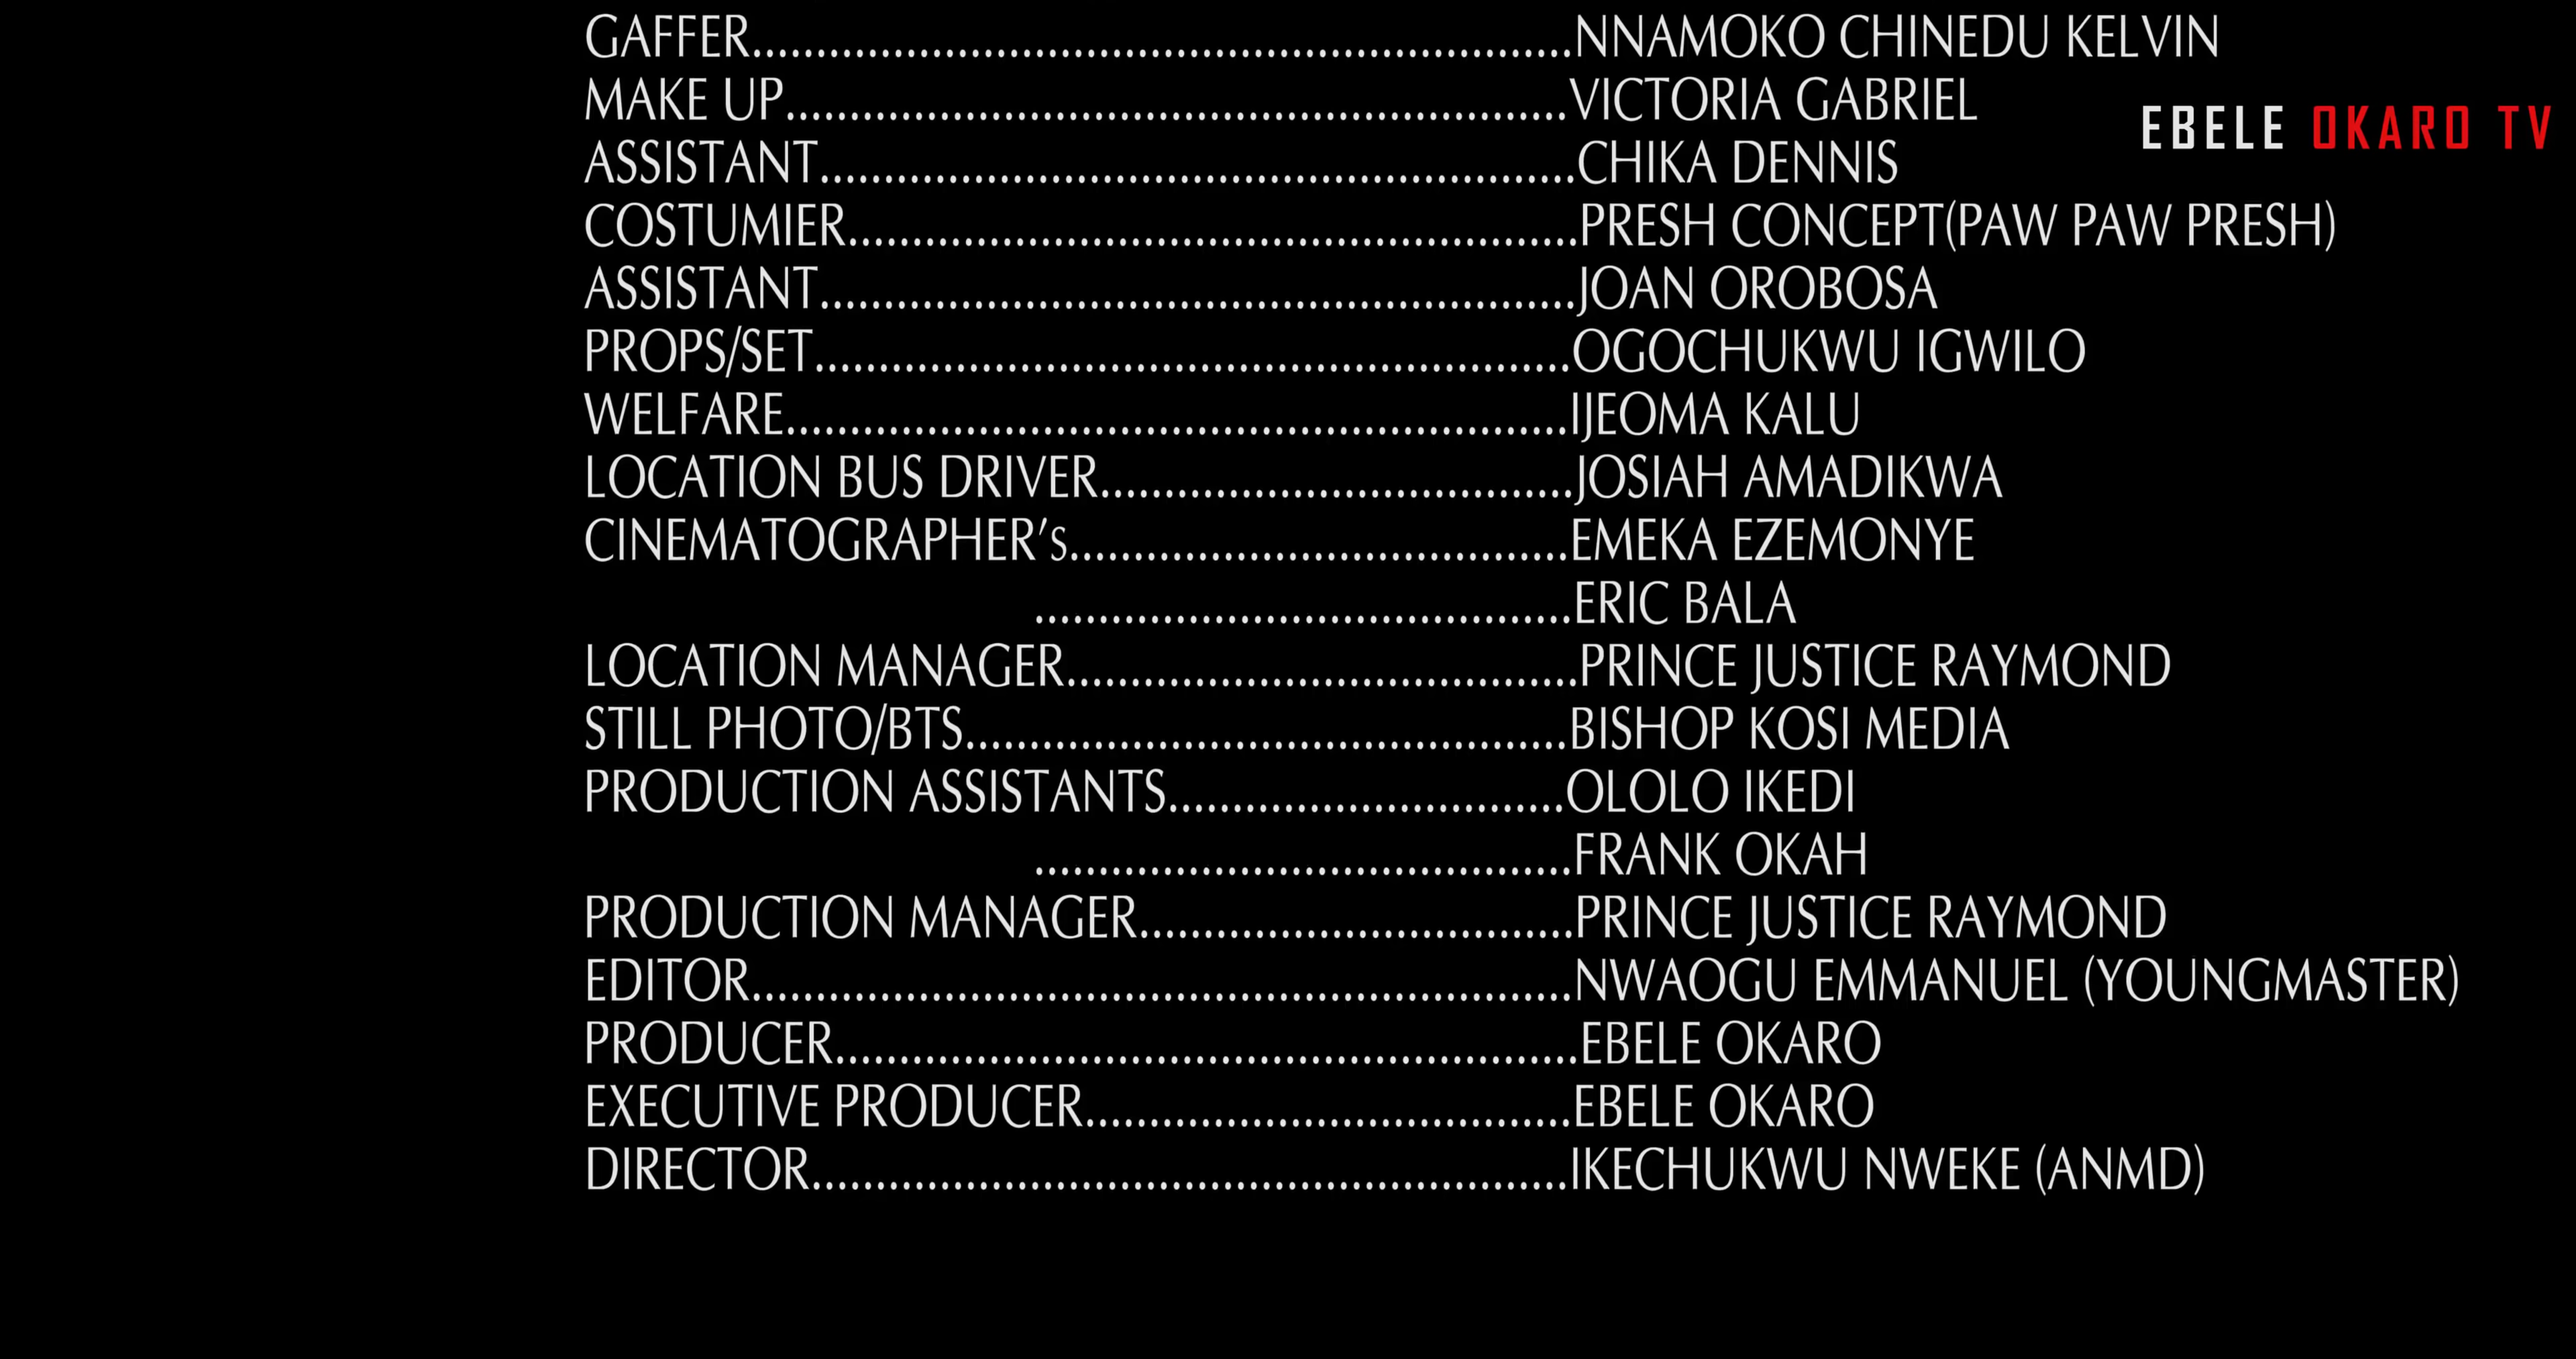 GAFFER................................................................NNAMOKO CHINEDU KELVIN
MAKE UP.............................................................VICTORIA GABRIEL
EBELE OKARO TV
ASSISTANT...........................................................CHIKA DENNIS
COSTUMIER.........................................................PRESH CONCEPT(PAW PAW PRESH)
ASSISTANT...........................................................JOAN OROBOSA
PROPS/SET...........................................................OGOCHUKWU IGWILO
WELFARE.............................................................IJEOMA KALU
LOCATION BUS DRIVER.....................................JOSIAH AMADIKWA
CINEMATOGRAPHER's.......................................EMEKA EZEMONYE
..........................................ERIC BALA
LOCATION MANAGER........................................PRINCE JUSTICE RAYMOND
STILL PHOTO/BTS...............................................BISHOP KOSI MEDIA
PRODUCTION ASSISTANTS...............................OLOLO IKEDI
..........................................FRANK OKAH
PRODUCTION MANAGER..................................PRINCE JUSTICE RAYMOND
EDITOR................................................................NWAOGU EMMANUEL (YOUNGMASTER)
PRODUCER..........................................................EBELE OKARO
EXECUTIVE PRODUCER......................................EBELE OKARO
DIRECTOR...........................................................IKECHUKWU NWEKE (ANMD)